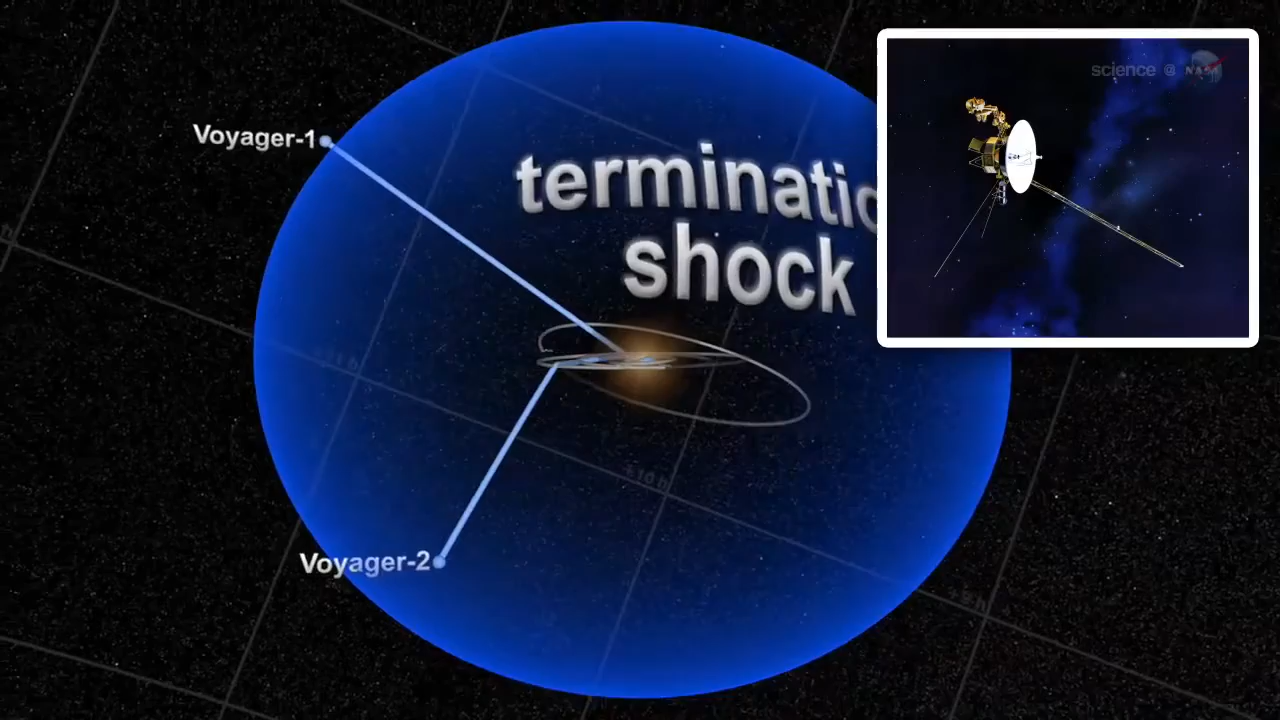 science @ NASA
Voyager-1
terminatio
shock
Voyager-2